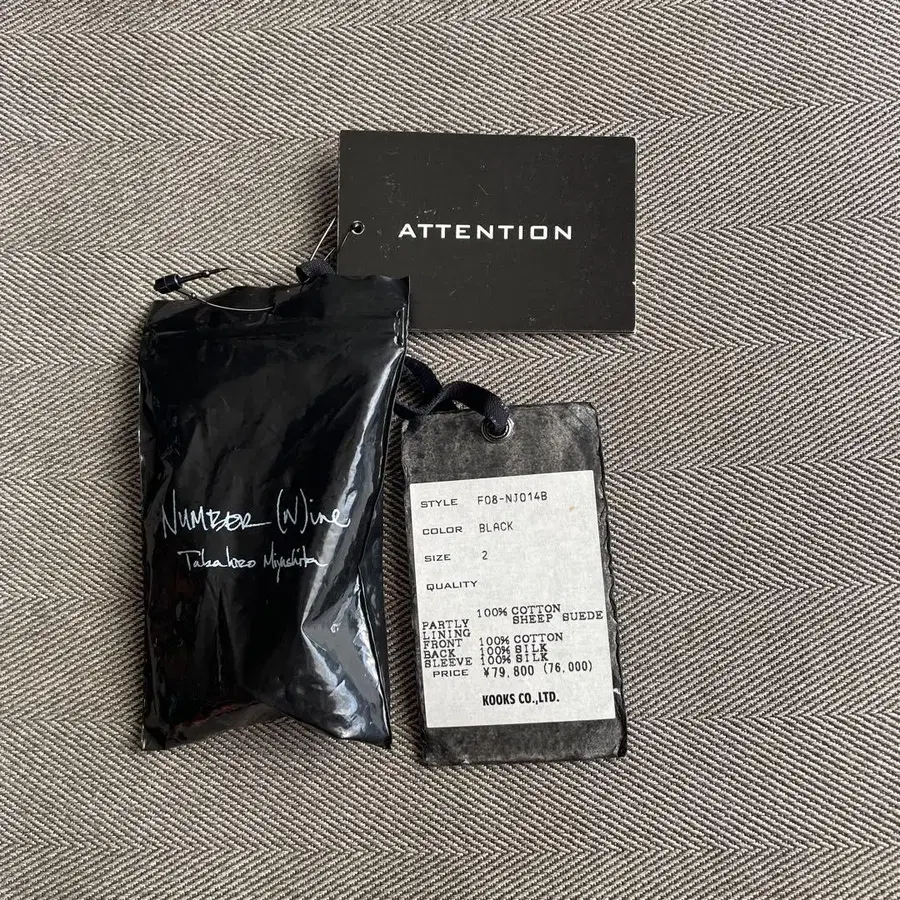 ATTENTION
NUMBER (N)ine
Takahiro Miyashita
STYLE F08-NJ014B
COLOR BLACK
SIZE 2
QUALITY
100% COTTON
PARTLY SHEEP SUEDE
LINING
FRONT 100% COTTON
BACK 100% SILK
SLEEVE 100% SILK
PRICE ¥79,800 (76,000)
KOOKS CO.,LTD.